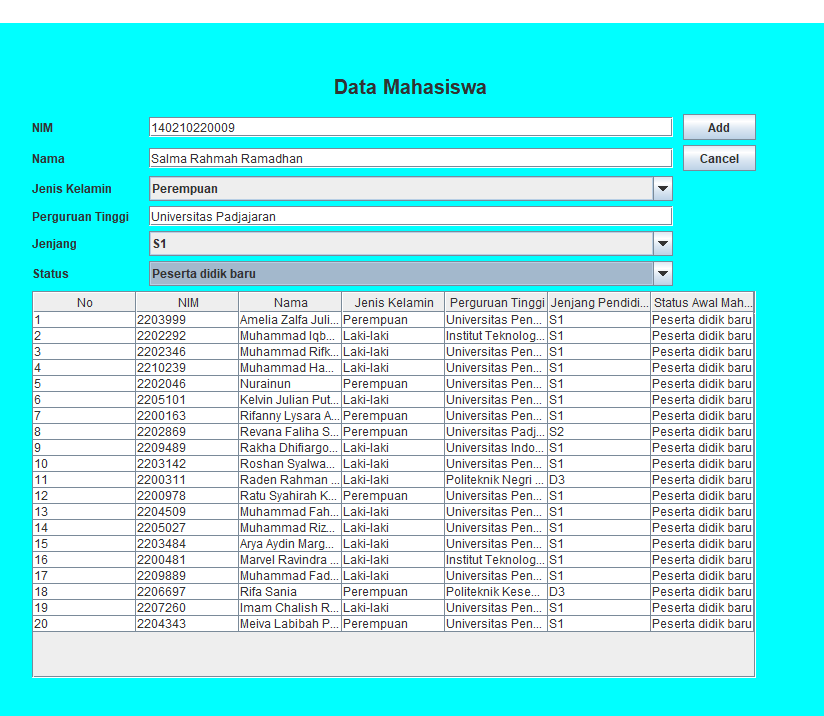 Data Mahasiswa
NIM 140210220009 Add
Nama Salma Rahmah Ramadhan Cancel
Jenis Kelamin Perempuan
Perguruan Tinggi Universitas Padjajaran
Jenjang S1
Status Peserta didik baru
No NIM Nama Jenis Kelamin Perguruan Tinggi Jenjang Pendidi... Status Awal Mah...
1 2203999 Amelia Zalfa Juli... Perempuan Universitas Pen... S1 Peserta didik baru
2 2202292 Muhammad Iqb... Laki-laki Institut Teknolog... S1 Peserta didik baru
3 2202346 Muhammad Rifk... Laki-laki Universitas Pen... S1 Peserta didik baru
4 2210239 Muhammad Ha... Laki-laki Universitas Pen... S1 Peserta didik baru
5 2202046 Nurainun Perempuan Universitas Pen... S1 Peserta didik baru
6 2205101 Kelvin Julian Put... Laki-laki Universitas Pen... S1 Peserta didik baru
7 2200163 Rifanny Lysara A... Perempuan Universitas Pen... S1 Peserta didik baru
8 2202869 Revana Faliha S... Perempuan Universitas Padj... S2 Peserta didik baru
9 2209489 Rakha Dhifiargo... Laki-laki Universitas Indo... S1 Peserta didik baru
10 2203142 Roshan Syalwa... Laki-laki Universitas Pen... S1 Peserta didik baru
11 2200311 Raden Rahman ... Laki-laki Politeknik Negri ... D3 Peserta didik baru
12 2200978 Ratu Syahirah K... Perempuan Universitas Pen... S1 Peserta didik baru
13 2204509 Muhammad Fah... Laki-laki Universitas Pen... S1 Peserta didik baru
14 2205027 Muhammad Riz... Laki-laki Universitas Pen... S1 Peserta didik baru
15 2203484 Arya Aydin Marg... Laki-laki Universitas Pen... S1 Peserta didik baru
16 2200481 Marvel Ravindra ... Laki-laki Institut Teknolog... S1 Peserta didik baru
17 2209889 Muhammad Fad... Laki-laki Universitas Pen... S1 Peserta didik baru
18 2206697 Rifa Sania Perempuan Politeknik Kese... D3 Peserta didik baru
19 2207260 Imam Chalish R... Laki-laki Universitas Pen... S1 Peserta didik baru
20 2204343 Meiva Labibah P... Perempuan Universitas Pen... S1 Peserta didik baru